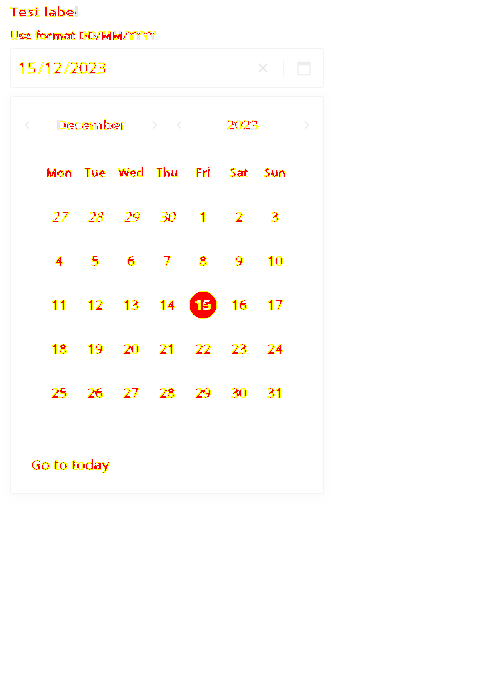 Test label
Use format DD/MM/YYYY
15/12/2023
December 2023
Mon Tue Wed Thu Fri Sat Sun
27 28 29 30 1 2 3
4 5 6 7 8 9 10
11 12 13 14 15 16 17
18 19 20 21 22 23 24
25 26 27 28 29 30 31
Go to today